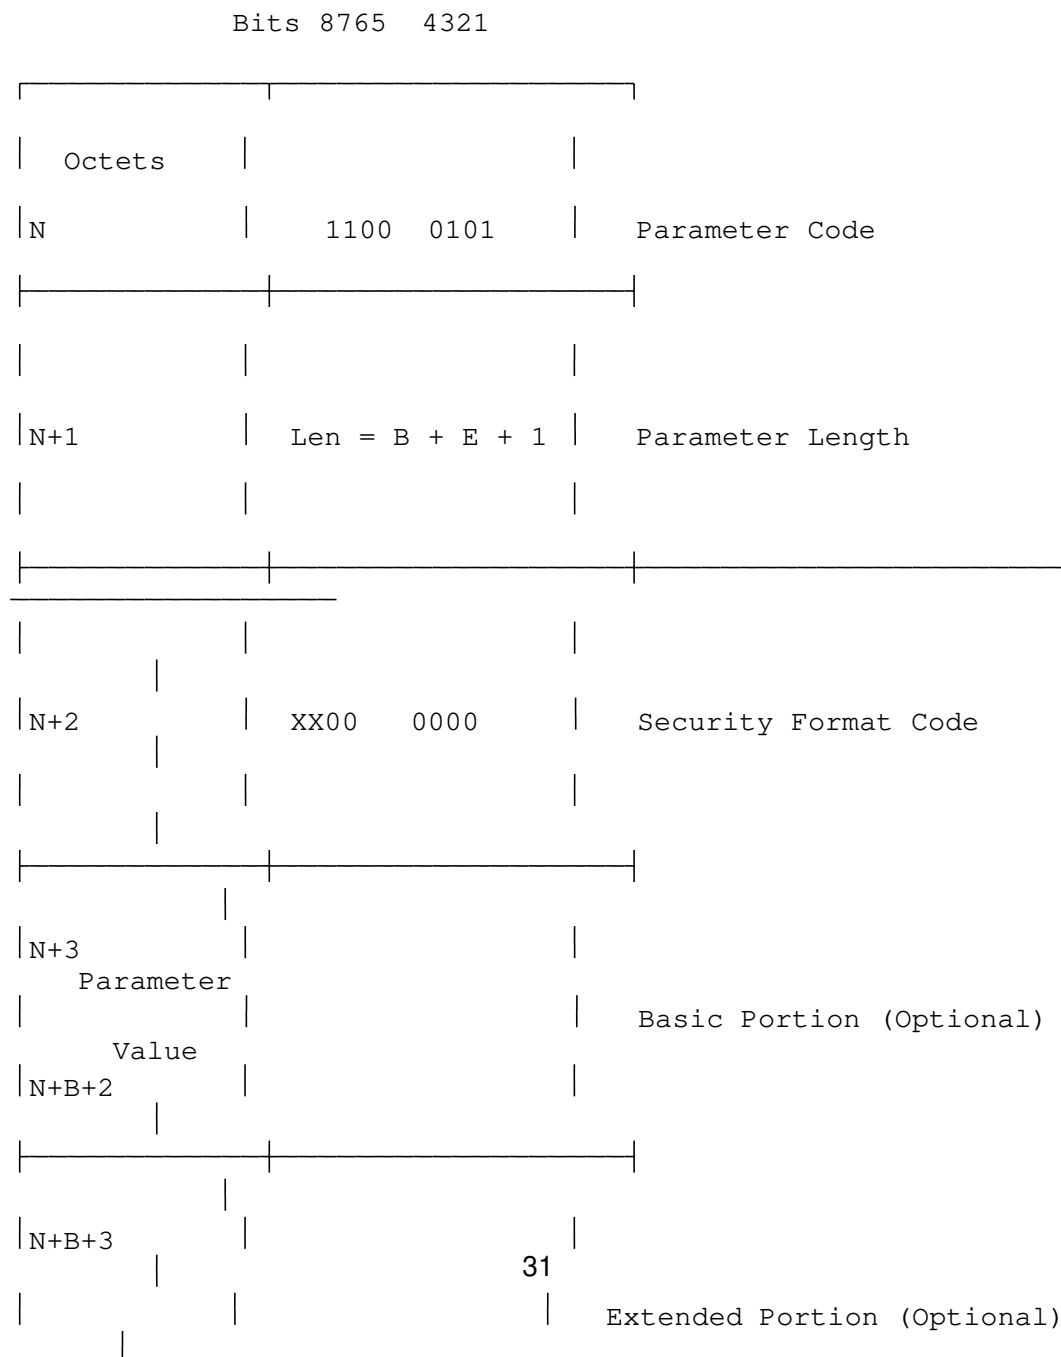 Bits 8765 4321
Octets
N 1100 0101 Parameter Code
N+1 Len = B + E + 1 Parameter Length
N+2 XX00 0000 Security Format Code
N+3
Parameter
Basic Portion (Optional)
Value
N+B+2
N+B+3
31
Extended Portion (Optional)